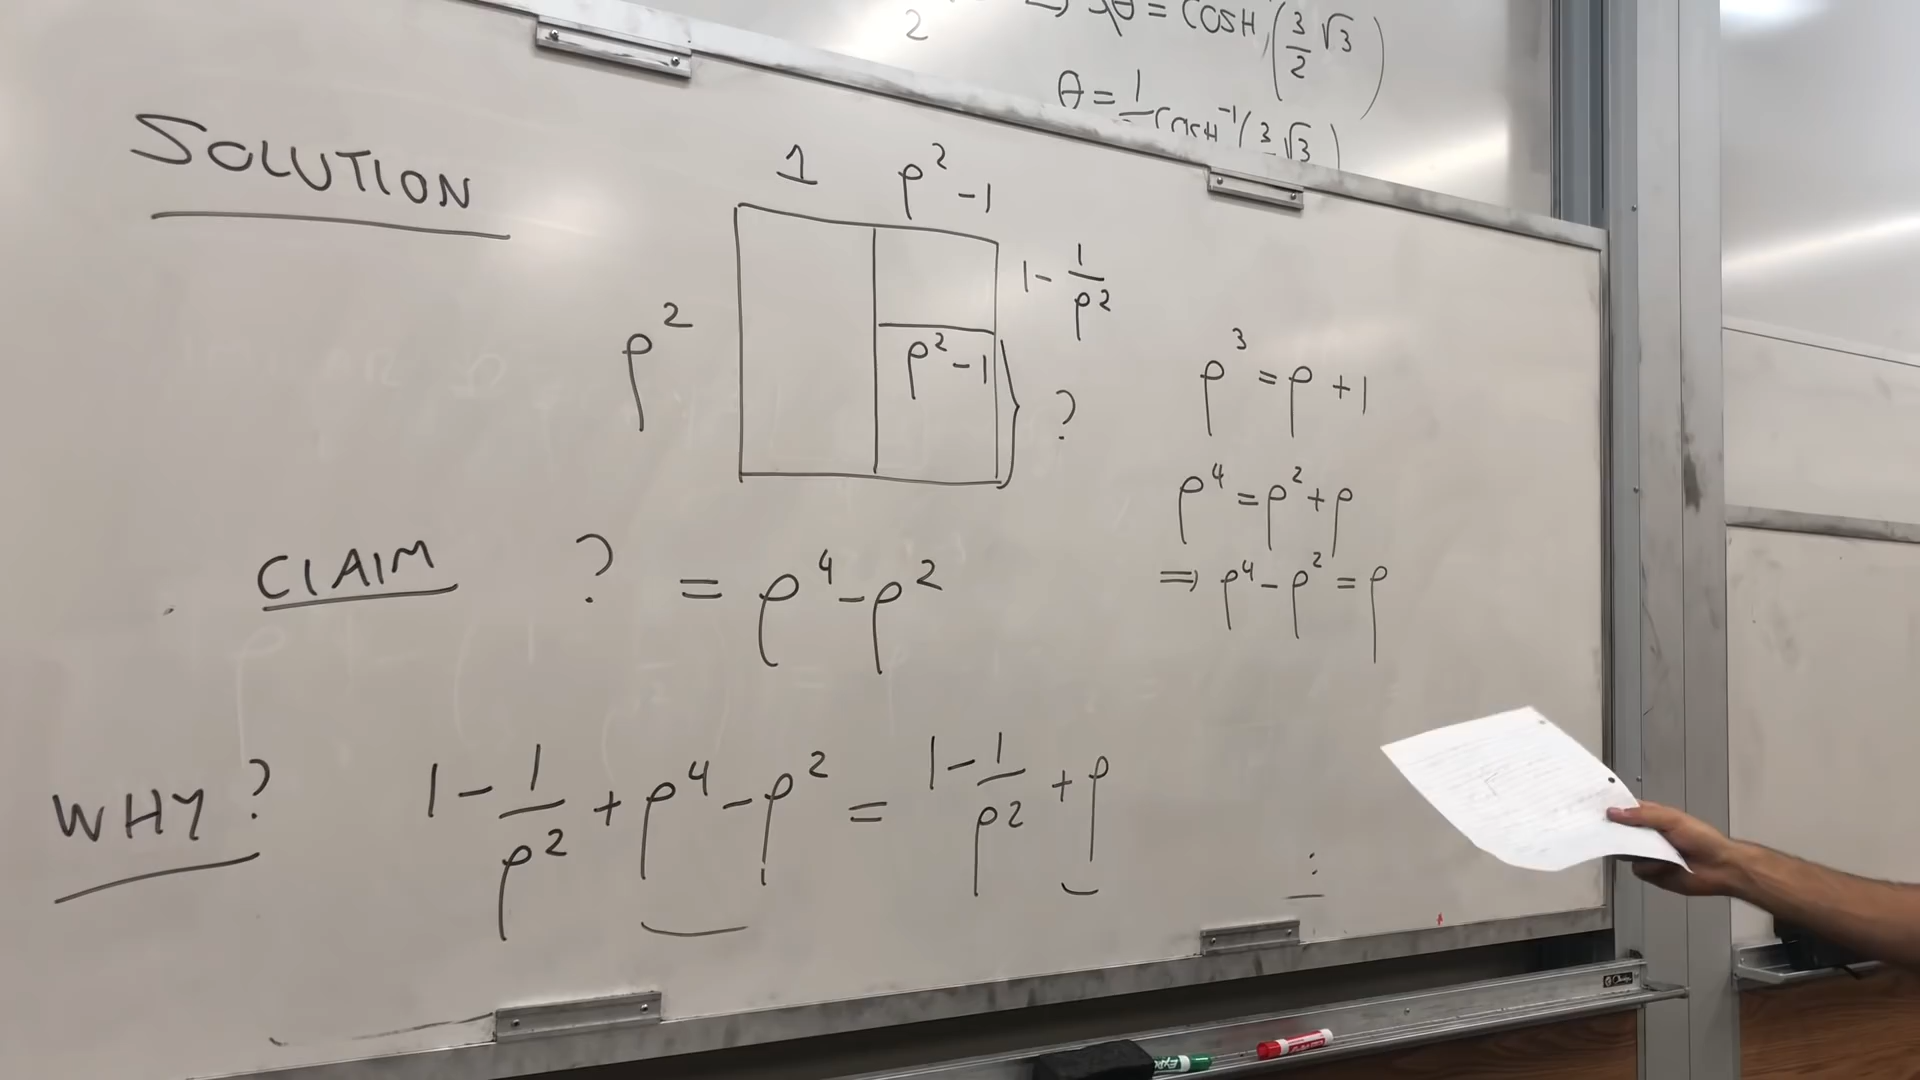 2
θ = COSH (3/2 √3)
θ = 1/ COSH⁻¹ (3 √3)
SOLUTION
1 ρ² - 1
1 - 1/ρ²
ρ²
ρ² - 1
?
ρ³ = ρ + 1
ρ⁴ = ρ² + ρ
⇒ ρ⁴ - ρ² = ρ
CLAIM ? = ρ⁴ - ρ²
WHY? 1 - 1/ρ² + ρ⁴ - ρ² = 1 - 1/ρ² + ρ
EXPO